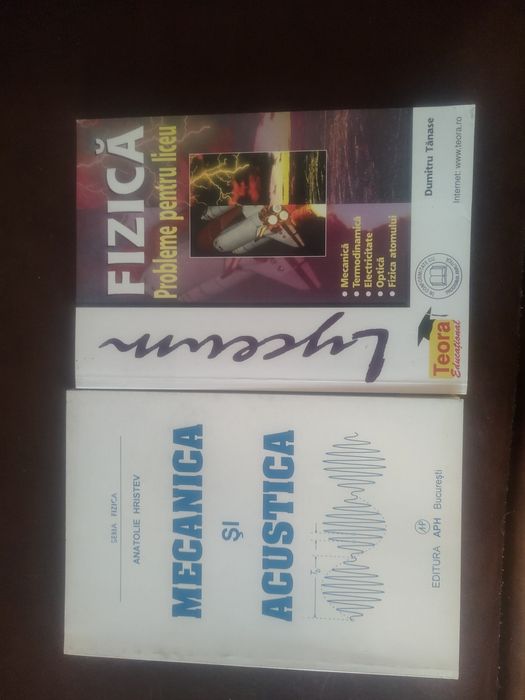 FIZICĂ
Probleme pentru liceu
• Mecanică
• Termodinamică
• Electricitate
• Optică
• Fizica atomului
Dumitru Tănase
Internet: www.teora.ro
Lyceum
Teora
Educațional
SERIA FIZICA
ANATOLIE HRISTEV
MECANICA
ȘI
ACUSTICA
EDITURA APH București